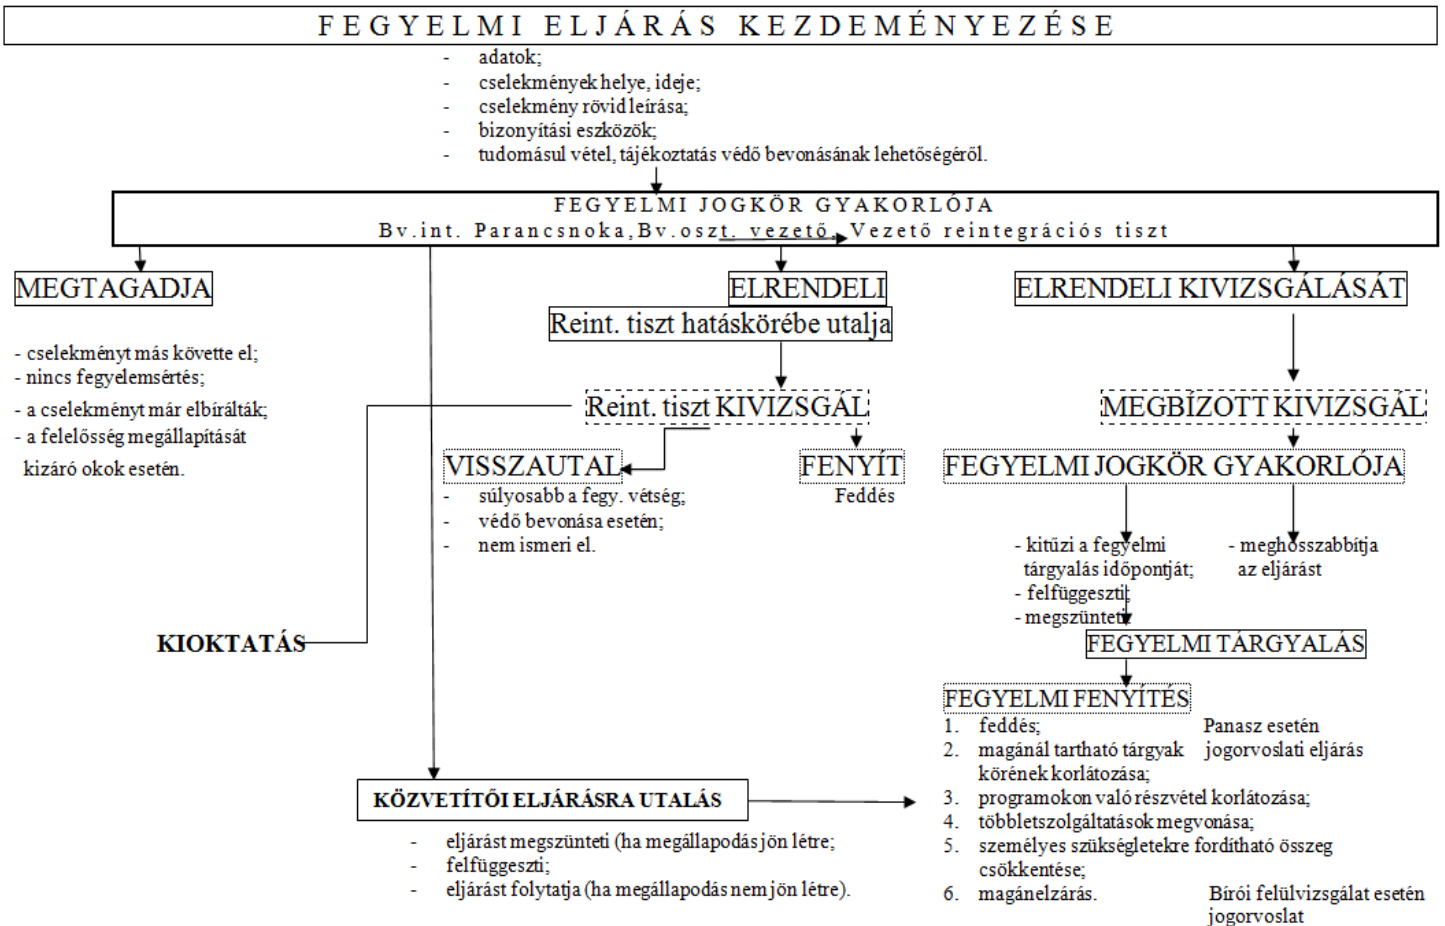 FEGYELMI ELJÁRÁS KEZDEMÉNYEZÉSE
- adatok;
- cselekmények helye, ideje;
- cselekmény rövid leírása;
- bizonyítási eszközök;
- tudomásul vétel, tájékoztatás védő bevonásának lehetőségéről.
FEGYELMI JOGKÖR GYAKORLÓJA
Bv.int. Parancsnoka, Bv.oszt. vezető, Vezető reintegrációs tiszt
MEGTAGADJA
- cselekményt más követte el;
- nincs fegyelemsértés;
- a cselekményt már elbírálták;
- a felelősség megállapítását
kizáró okok esetén.
ELRENDELI
Reint. tiszt hatáskörébe utalja
Reint. tiszt KIVIZSGÁL
VISSZAUTAL
- súlyosabb a fegy. vétség;
- védő bevonása esetén;
- nem ismeri el.
FENYÍT
Feddés
KIOKTATÁS
ELRENDELI KIVIZSGÁLÁSÁT
MEGBÍZOTT KIVIZSGÁL
FEGYELMI JOGKÖR GYAKORLÓJA
- kitűzi a fegyelmi
tárgyalás időpontját;
- felfüggeszti;
- megszünteti.
- meghosszabbítja
az eljárást
FEGYELMI TÁRGYALÁS
FEGYELMI FENYÍTÉS
1. feddés;
2. magánál tartható tárgyak
körének korlátozása;
3. programokon való részvétel korlátozása;
4. többletszolgáltatások megvonása;
5. személyes szükségletekre fordítható összeg
csökkentése;
6. magánelzárás.
Panasz esetén
jogorvoslati eljárás
Bírói felülvizsgálat esetén
jogorvoslat
KÖZVETÍTŐI ELJÁRÁSRA UTALÁS
- eljárást megszünteti (ha megállapodás jön létre;
- felfüggeszti;
- eljárást folytatja (ha megállapodás nem jön létre).